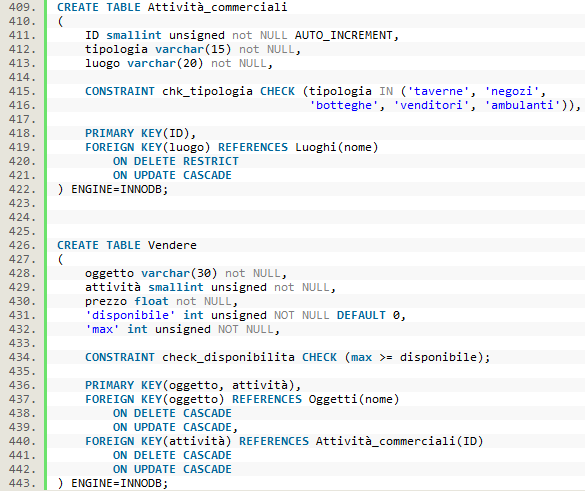 409. CREATE TABLE Attività_commerciali
410. (
411.     ID smallint unsigned not NULL AUTO_INCREMENT,
412.     tipologia varchar(15) not NULL,
413.     luogo varchar(20) not NULL,
414.
415.     CONSTRAINT chk_tipologia CHECK (tipologia IN ('taverne', 'negozi',
416.                                     'botteghe', 'venditori', 'ambulanti')),
417.
418.     PRIMARY KEY(ID),
419.     FOREIGN KEY(luogo) REFERENCES Luoghi(nome)
420.         ON DELETE RESTRICT
421.         ON UPDATE CASCADE
422. ) ENGINE=INNODB;
423.
424.
425.
426. CREATE TABLE Vendere
427. (
428.     oggetto varchar(30) not NULL,
429.     attività smallint unsigned not NULL,
430.     prezzo float not NULL,
431.     'disponibile' int unsigned NOT NULL DEFAULT 0,
432.     'max' int unsigned NOT NULL,
433.
434.     CONSTRAINT check_disponibilita CHECK (max >= disponibile);
435.
436.     PRIMARY KEY(oggetto, attività),
437.     FOREIGN KEY(oggetto) REFERENCES Oggetti(nome)
438.         ON DELETE CASCADE
439.         ON UPDATE CASCADE,
440.     FOREIGN KEY(attività) REFERENCES Attività_commerciali(ID)
441.         ON DELETE CASCADE
442.         ON UPDATE CASCADE
443. ) ENGINE=INNODB;